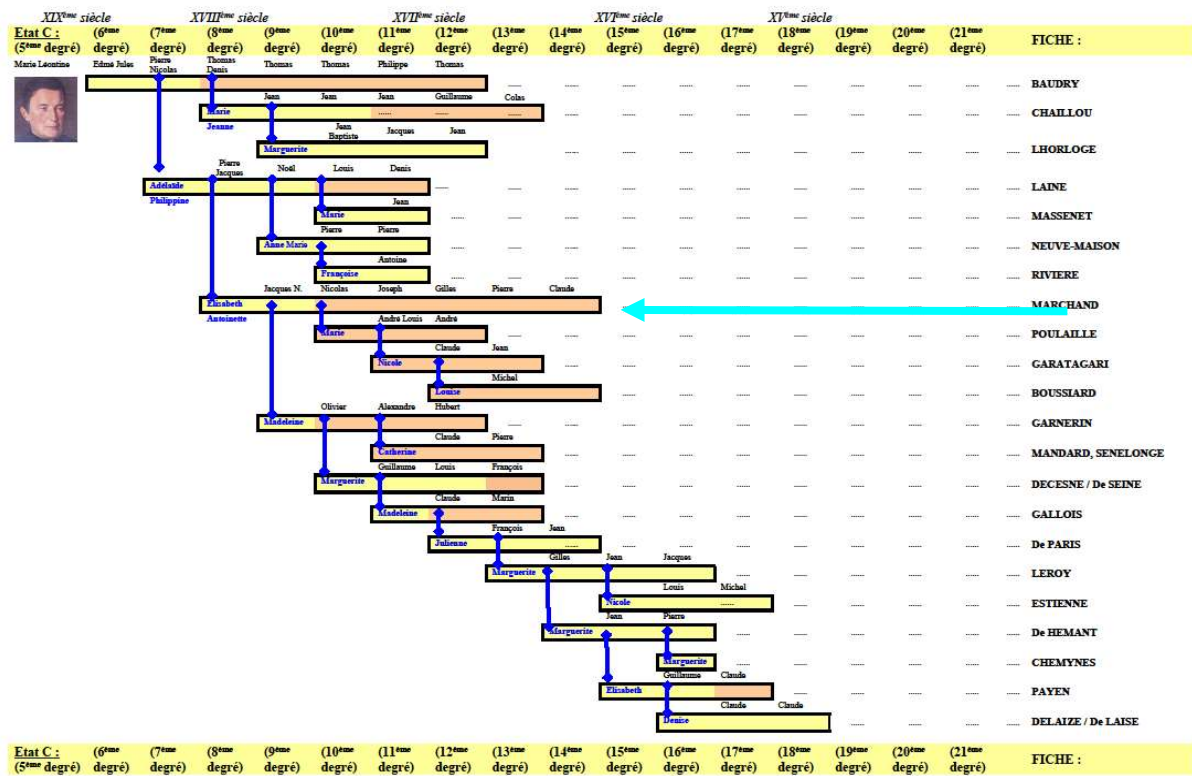 XIXème siècle XVIIIème siècle XVIIème siècle XVIème siècle XVème siècle
Etat C : (6ème (7ème (8ème (9ème (10ème (11ème (12ème (13ème (14ème (15ème (16ème (17ème (18ème (19ème (20ème (21ème FICHE :
(5ème degré) degré) degré) degré) degré) degré) degré) degré) degré) degré) degré) degré) degré) degré) degré) degré) degré)
Marie Léontine Edmé Jules Pierre Nicolas Thomas Denis Thomas Thomas Philippe Thomas
BAUDRY
Jean Jean Jean Guillaume Colas
Marie Jeanne CHAILLOU
Jean Baptiste Jacques Jean
Marguerite LHORLOGE
Pierre Jacques Noël Louis Denis
Adélaïde Philippine LAINE
Jean
Marie MASSENET
Pierre Pierre
Anne Marie NEUVE-MAISON
Antoine
Françoise RIVIERE
Jacques N. Nicolas Joseph Gilles Pierre Claude
Elisabeth Antoinette MARCHAND
André Louis André
Marie POULAILLE
Claude Jean
Nicole GARATAGARI
Michel
Louise BOUSSIARD
Olivier Alexandre Hubert
Madeleine GARNERIN
Claude Pierre
Catherine MANDARD, SENELONGE
Guillaume Louis François
Marguerite DECESNE / De SEINE
Claude Marin
Madeleine GALLOIS
François Jean
Julienne De PARIS
Gilles Jean Jacques
Marguerite LEROY
Louis Michel
Nicole ESTIENNE
Jean Pierre
Marguerite De HEMANT
Marguerite CHEMYNES
Guillaume Claude
Elisabeth PAYEN
Claude Claude
Denise DELAIZE / De LAISE
Etat C : (6ème (7ème (8ème (9ème (10ème (11ème (12ème (13ème (14ème (15ème (16ème (17ème (18ème (19ème (20ème (21ème FICHE :
(5ème degré) degré) degré) degré) degré) degré) degré) degré) degré) degré) degré) degré) degré) degré) degré) degré) degré)